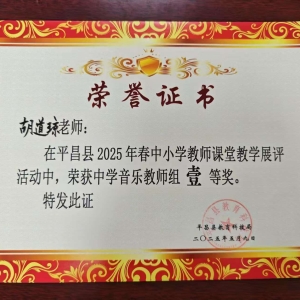 荣誉证书
胡道琼老师:
在平昌县2025年春中小学教师课堂教学展评
活动中,荣获中学音乐教师组 壹 等奖。
特发此证
平昌县教育科技局
二〇二五年五月九日